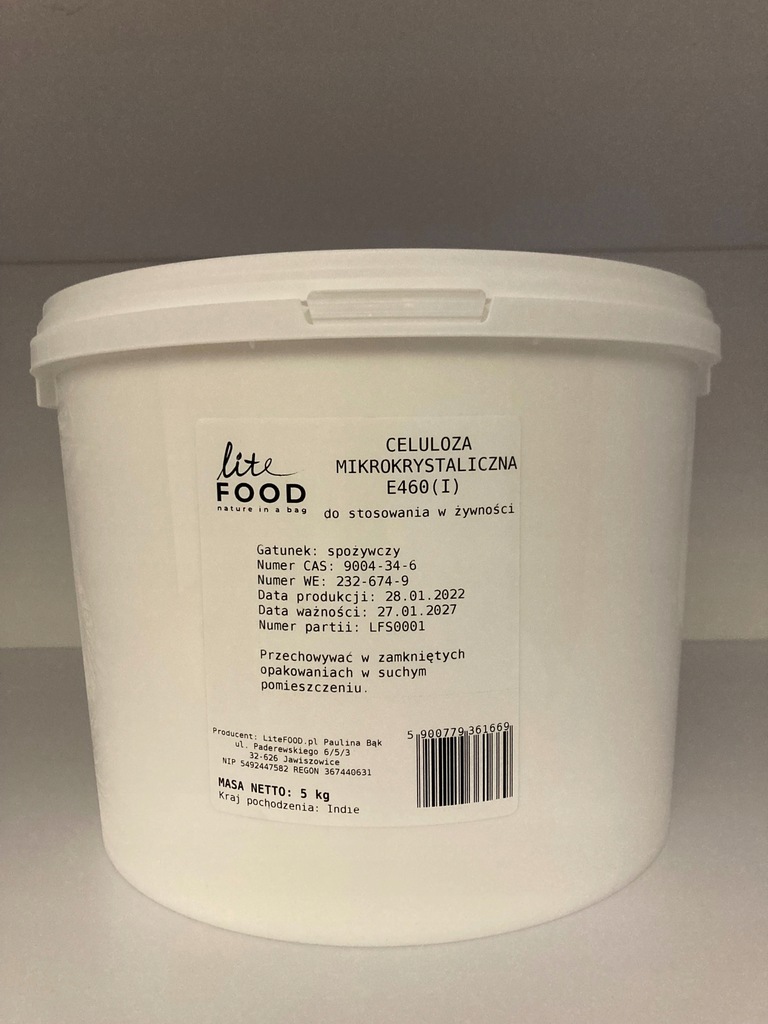 lite
FOOD
nature in a bag
CELULOZA
MIKROKRYSTALICZNA
E460(I)
do stosowania w żywności
Gatunek: spożywczy
Numer CAS: 9004-34-6
Numer WE: 232-674-9
Data produkcji: 28.01.2022
Data ważności: 27.01.2027
Numer partii: LFS0001
Przechowywać w zamkniętych
opakowaniach w suchym
pomieszczeniu.
Producent: LiteFOOD.pl Paulina Bąk
ul. Paderewskiego 6/5/3
32-626 Jawiszowice
NIP 5492447582 REGON 367440631
MASA NETTO: 5 kg
Kraj pochodzenia: Indie
5 900779 361669